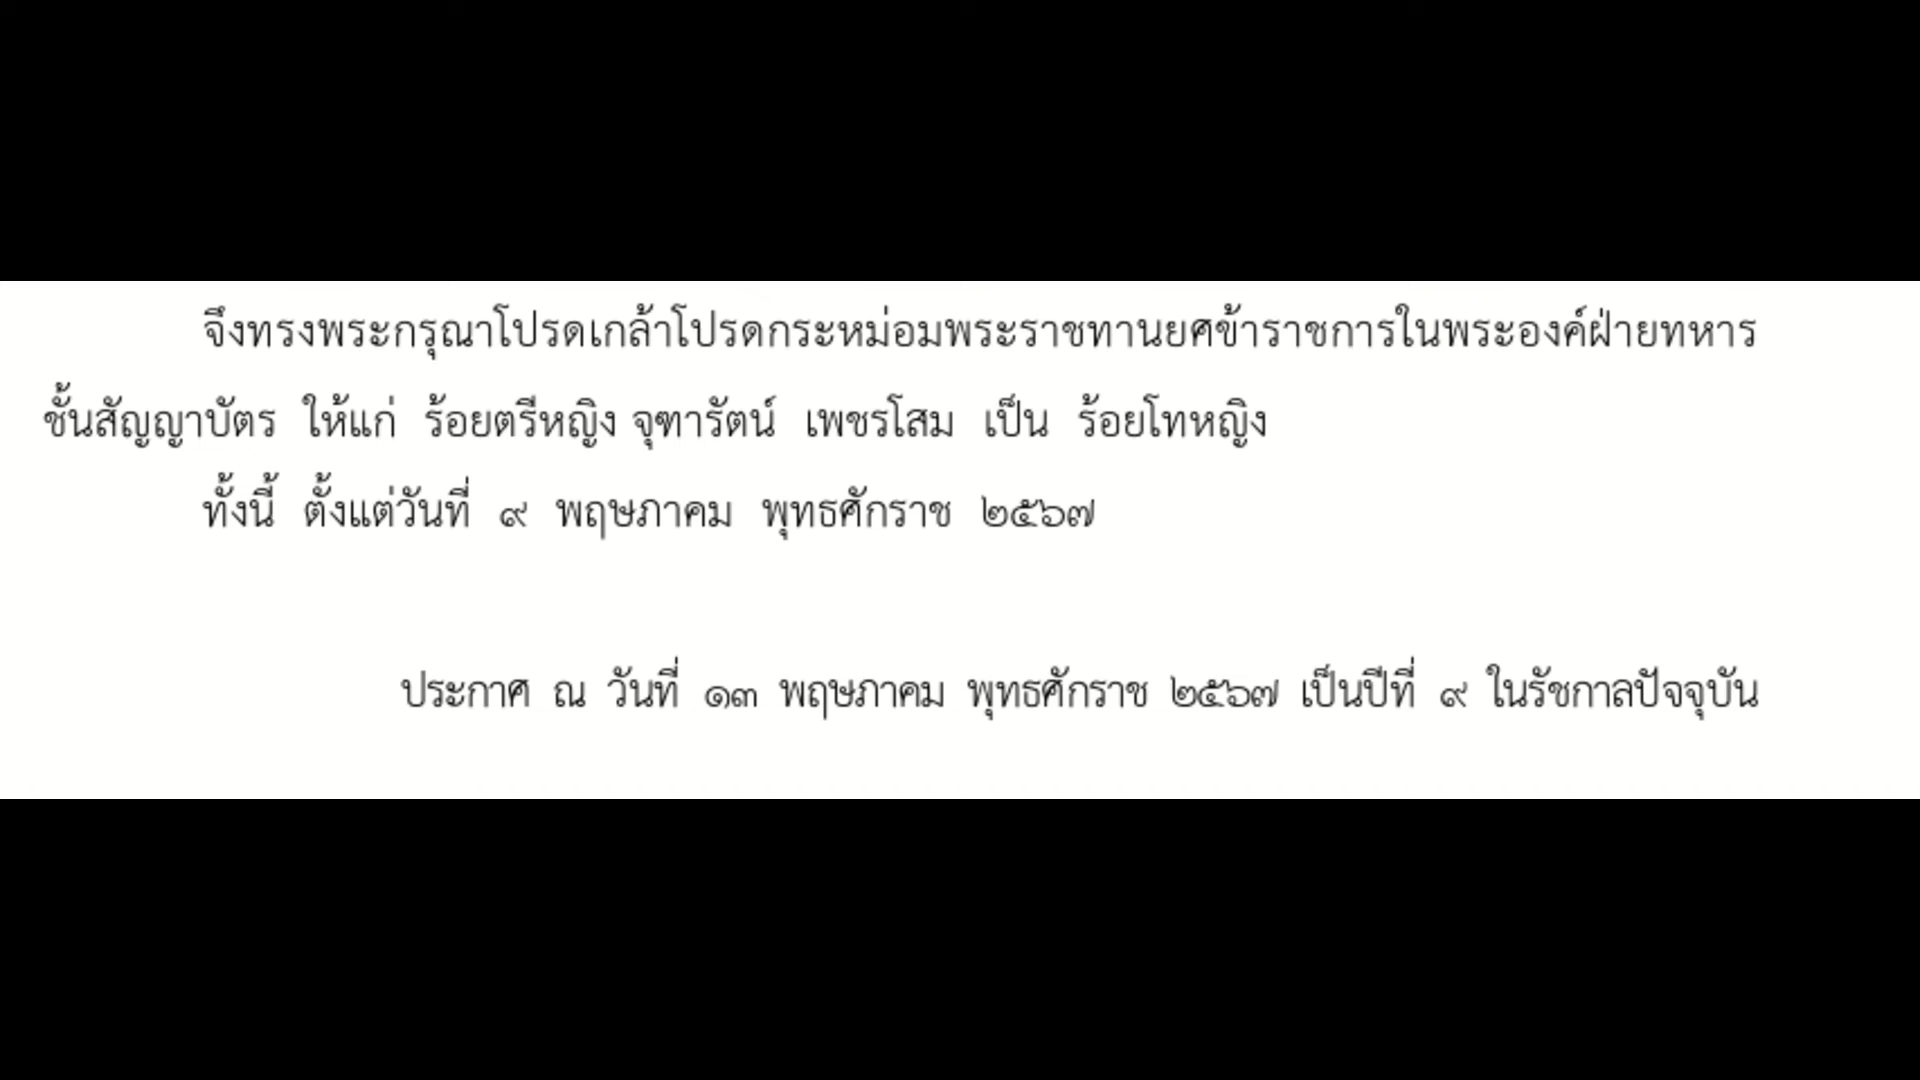 จึงทรงพระกรุณาโปรดเกล้าโปรดกระหม่อมพระราชทานยศข้าราชการในพระองค์ฝ่ายทหาร
ชั้นสัญญาบัตร ให้แก่ ร้อยตรีหญิง จุฑารัตน์ เพชรโสม เป็น ร้อยโทหญิง
ทั้งนี้ ตั้งแต่วันที่ ๙ พฤษภาคม พุทธศักราช ๒๕๖๗
ประกาศ ณ วันที่ ๑๓ พฤษภาคม พุทธศักราช ๒๕๖๗ เป็นปีที่ ๙ ในรัชกาลปัจจุบัน